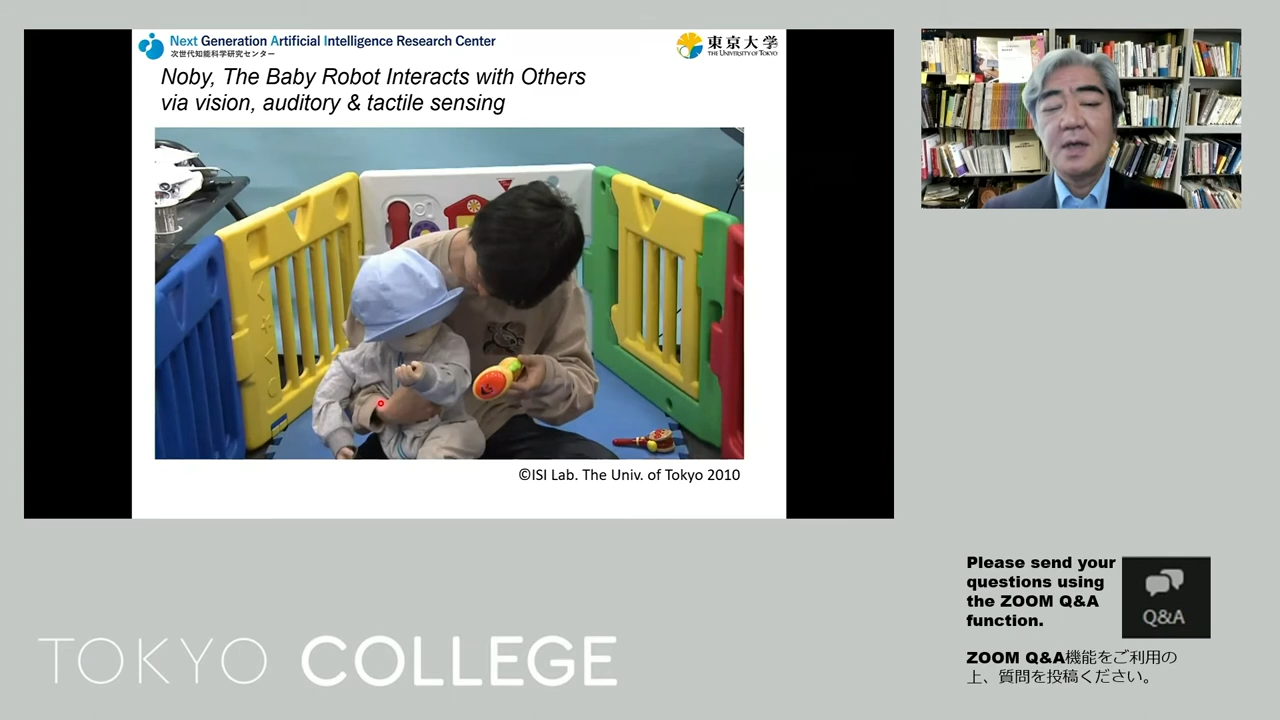 Next Generation Artificial Intelligence Research Center
次世代知能科学研究センター
東京大学
THE UNIVERSITY OF TOKYO
Noby, The Baby Robot Interacts with Others
via vision, auditory & tactile sensing
©ISI Lab. The Univ. of Tokyo 2010
Please send your
questions using
the ZOOM Q&A
function.
Q&A
ZOOM Q&A機能をご利用の
上、質問を投稿ください。
TOKYO COLLEGE